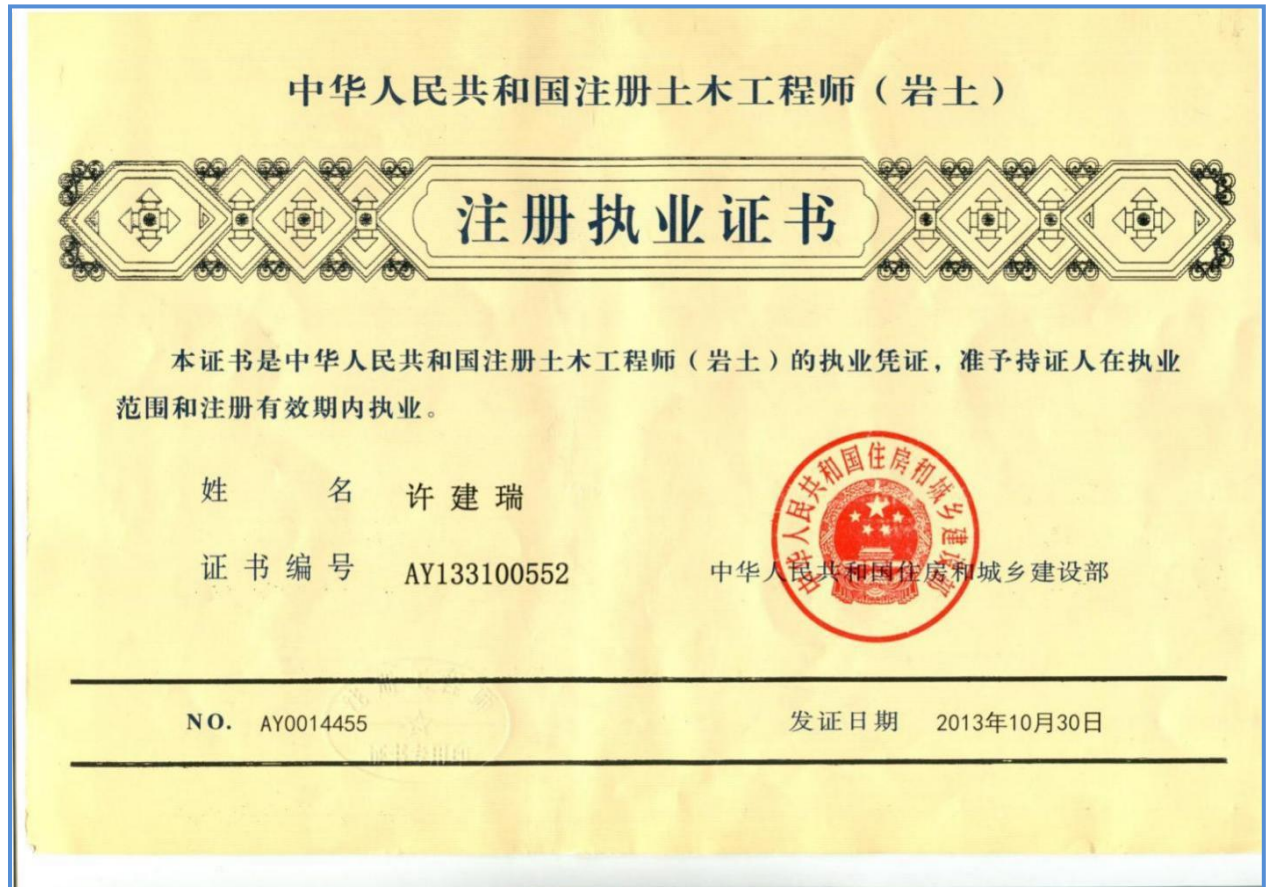 中华人民共和国注册土木工程师（岩土）
注册执业证书
本证书是中华人民共和国注册土木工程师（岩土）的执业凭证，准予持证人在执业
范围和注册有效期内执业。
姓名 许建瑞
中华人民共和国住房和城乡建设部
证书编号 AY133100552
中华人民共和国住房和城乡建设部
NO. AY0014455
发证日期 2013年10月30日